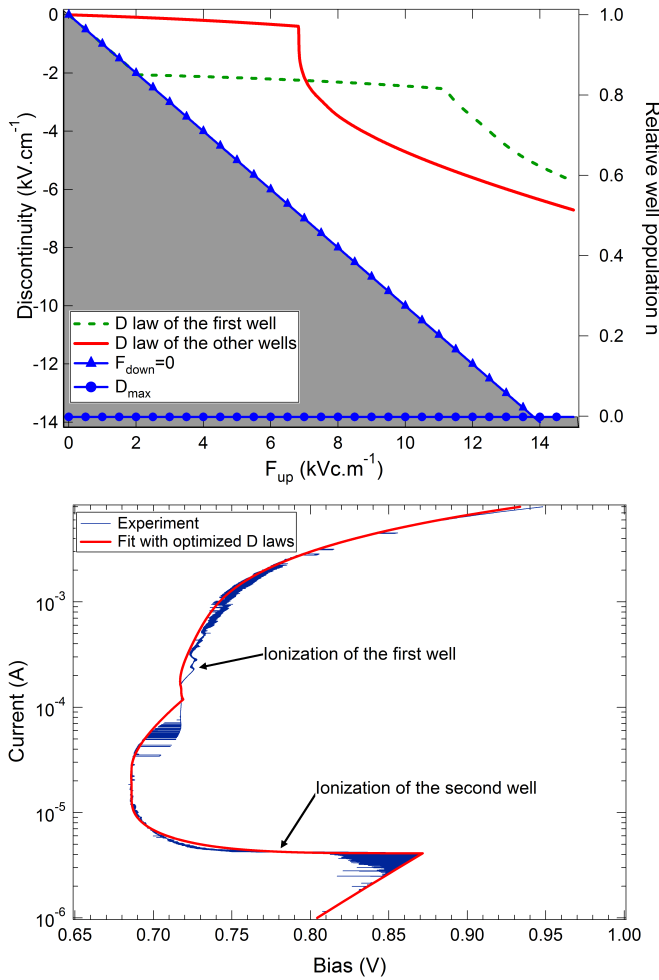 0
-2
-4
-6
-8
-10
-12
-14
Discontinuity (kV.cm⁻¹)
1.0
0.8
0.6
0.4
0.2
0.0
Relative well population n
D law of the first well
D law of the other wells
F_down=0
D_max
0 2 4 6 8 10 12 14
F_up (kVc.m⁻¹)
Experiment
Fit with optimized D laws
10⁻³
10⁻⁴
10⁻⁵
10⁻⁶
Current (A)
Ionization of the first well
Ionization of the second well
0.65 0.70 0.75 0.80 0.85 0.90 0.95 1.00
Bias (V)